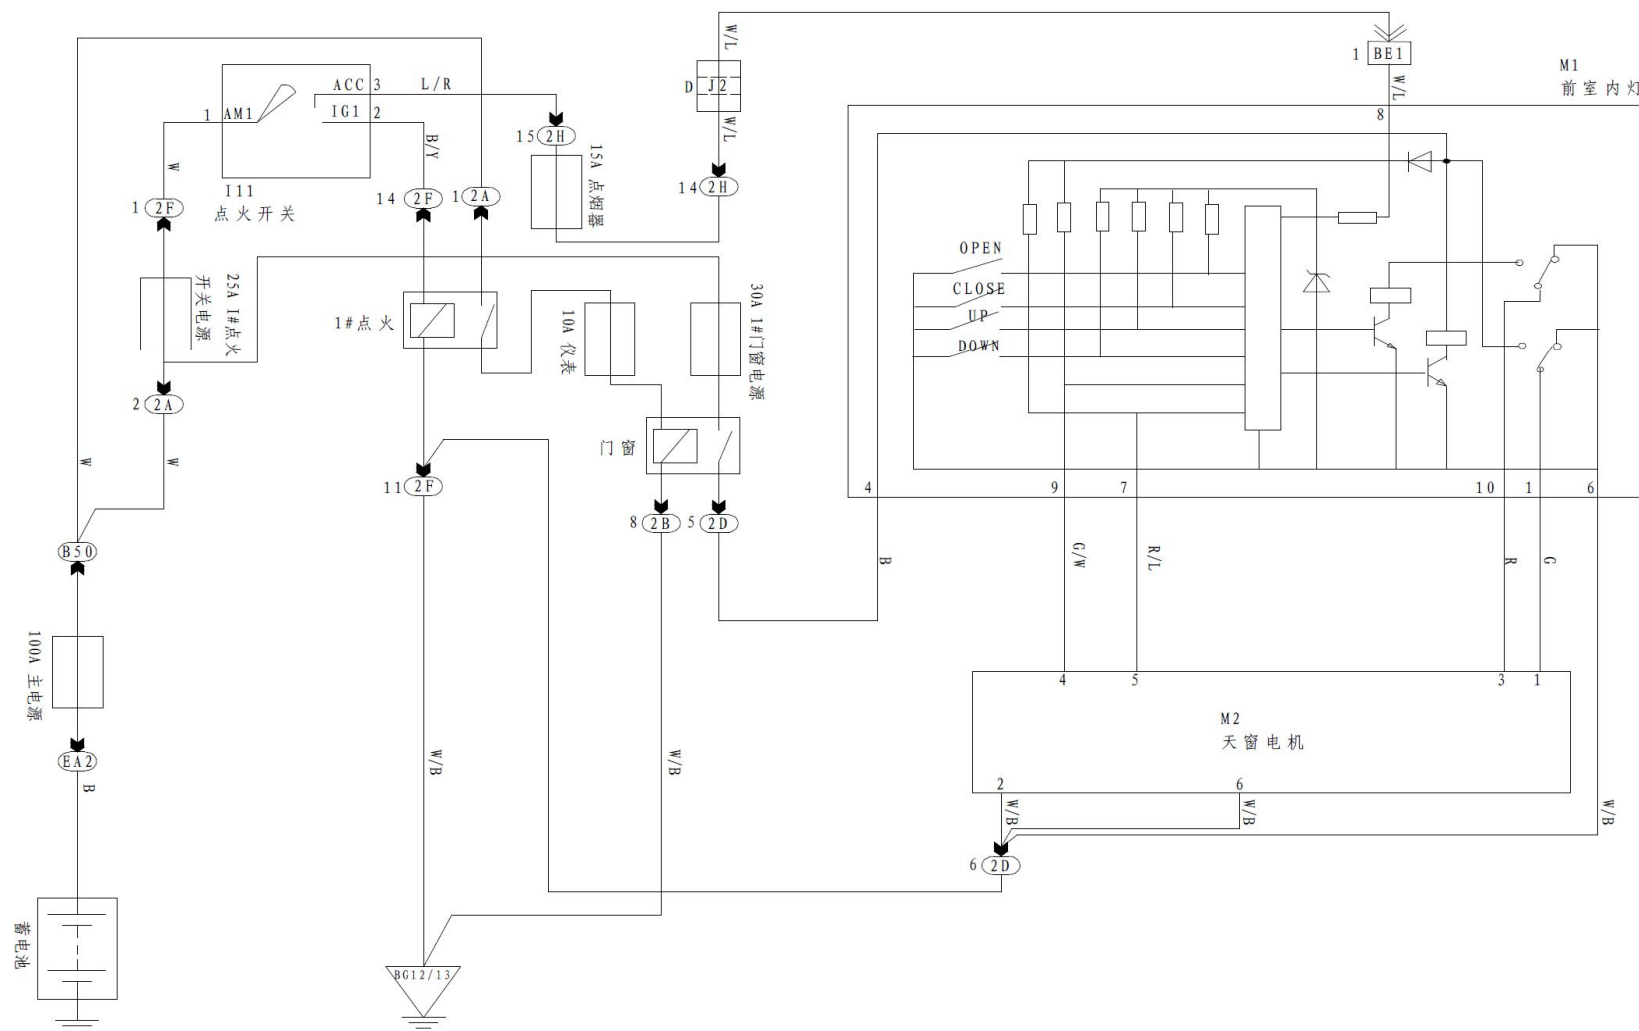 W/L
1
BE1
M1
前室内灯
W/L
8
D
J2
W/L
ACC
3
L/R
1
AM1
IG1
2
B/Y
W
I11
点火开关
15
2H
15A 点烟器
14
2H
1
2F
14
2F
1
2A
25A I#点火
开关电源
1#点火
10A 仪表
30A 1#门窗电源
OPEN
CLOSE
UP
DOWN
2
2A
门窗
W
W
11
2F
8
2B
5
2D
4
9
7
10
1
6
B50
B
G/W
R/L
R
G
100A 主电源
EA2
B
W/B
W/B
4
5
3
1
M2
天窗电机
2
6
W/B
W/B
W/B
6
2D
蓄电池
BG12/13